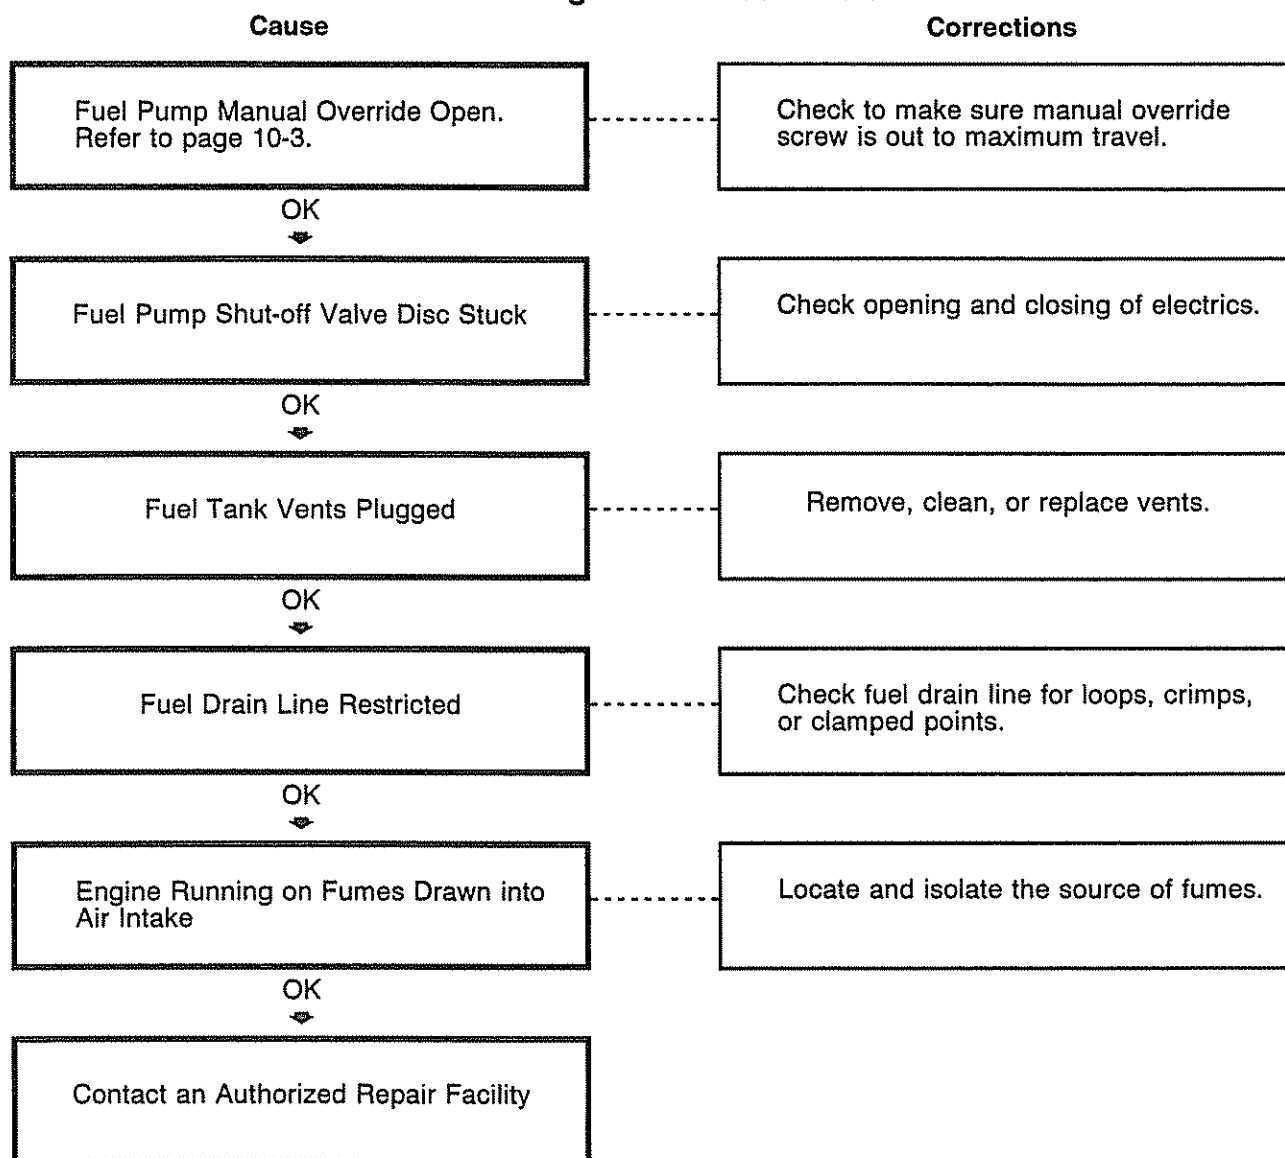 Cause
Corrections
Fuel Pump Manual Override Open.
Refer to page 10-3.
Check to make sure manual override
screw is out to maximum travel.
OK
Fuel Pump Shut-off Valve Disc Stuck
Check opening and closing of electrics.
OK
Fuel Tank Vents Plugged
Remove, clean, or replace vents.
OK
Fuel Drain Line Restricted
Check fuel drain line for loops, crimps,
or clamped points.
OK
Engine Running on Fumes Drawn into
Air Intake
Locate and isolate the source of fumes.
OK
Contact an Authorized Repair Facility